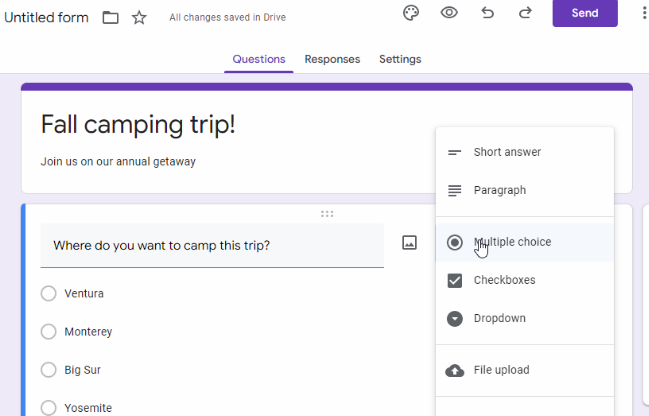 Untitled form
All changes saved in Drive
Send
Questions
Responses
Settings
Fall camping trip!
Join us on our annual getaway
Where do you want to camp this trip?
Ventura
Monterey
Big Sur
Yosemite
Short answer
Paragraph
Multiple choice
Checkboxes
Dropdown
File upload